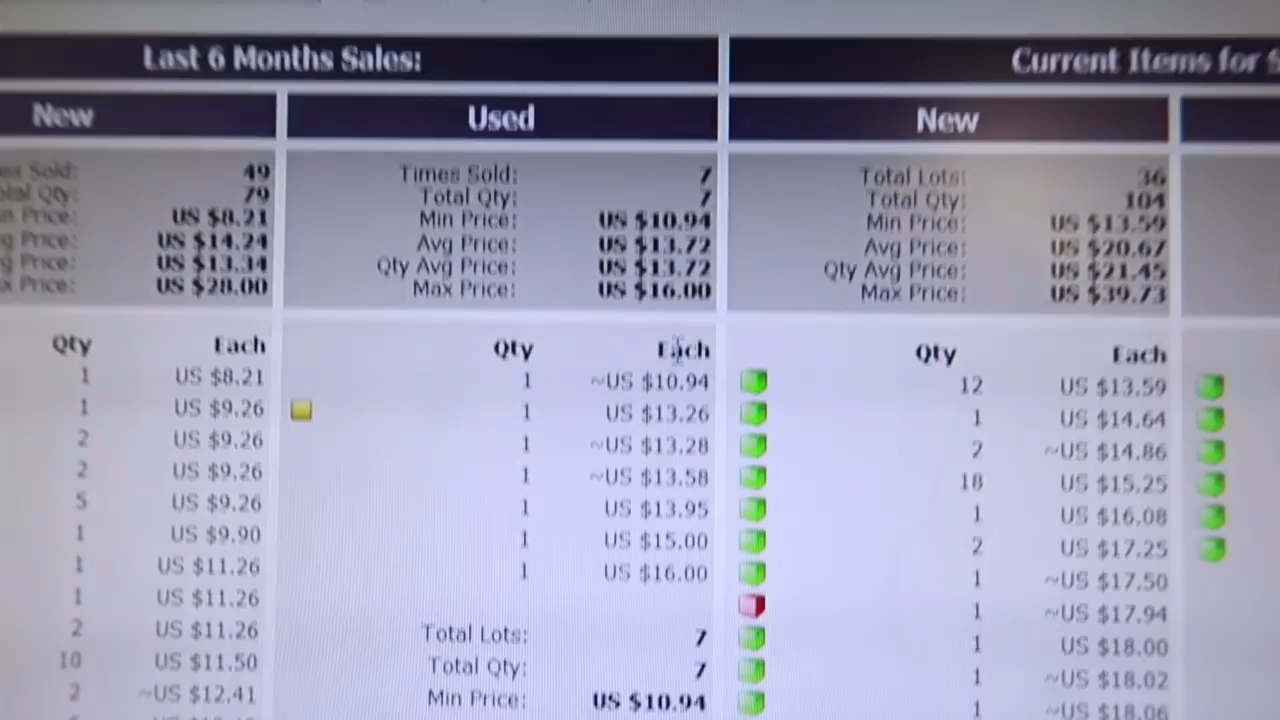 Last 6 Months Sales:
Current Items for S
New
Used
New
Sold: 49
Qty: 79
Price: US $8.21
Price: US $14.24
Price: US $13.34
Price: US $28.00
Times Sold: 7
Total Qty: 7
Min Price: US $10.94
Avg Price: US $13.72
Qty Avg Price: US $13.72
Max Price: US $16.00
Total Lots: 36
Total Qty: 104
Min Price: US $13.59
Avg Price: US $20.67
Qty Avg Price: US $21.45
Max Price: US $39.73
Qty Each
1 US $8.21
1 US $9.26
2 US $9.26
2 US $9.26
5 US $9.26
1 US $9.90
1 US $11.26
1 US $11.26
2 US $11.26
10 US $11.50
2 ~US $12.41
Qty Each
1 ~US $10.94
1 US $13.26
1 ~US $13.28
1 ~US $13.58
1 US $13.95
1 US $15.00
1 US $16.00
Total Lots: 7
Total Qty: 7
Min Price: US $10.94
Qty Each
12 US $13.59
1 US $14.64
2 ~US $14.86
18 US $15.25
1 US $16.08
2 US $17.25
1 ~US $17.50
1 ~US $17.94
1 US $18.00
1 ~US $18.02
1 ~US $18.06